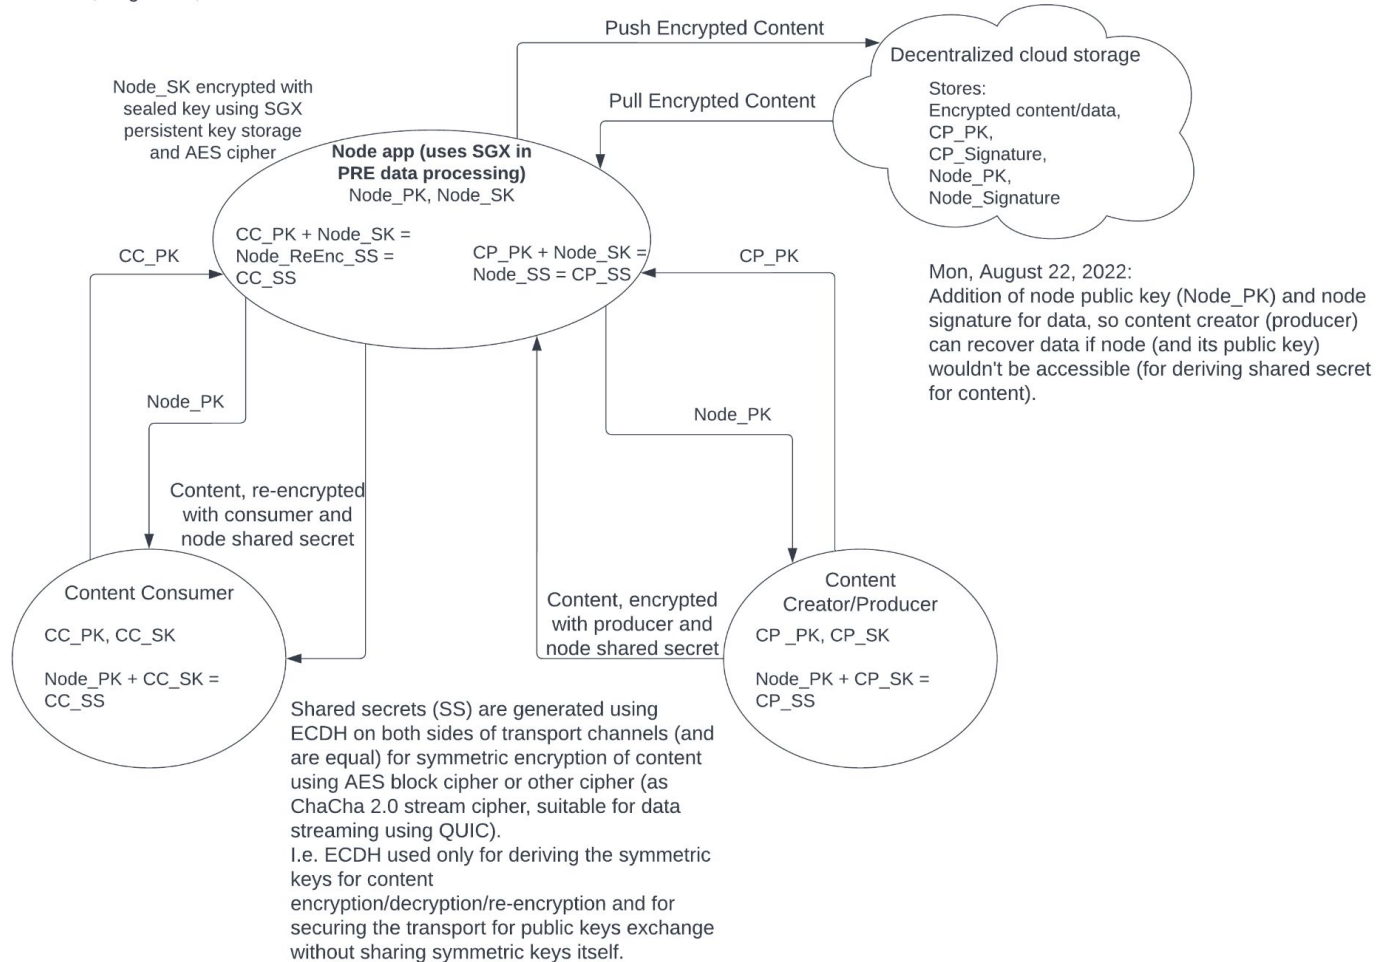 Push Encrypted Content
Decentralized cloud storage
Stores:
Encrypted content/data,
CP_PK,
CP_Signature,
Node_PK,
Node_Signature
Pull Encrypted Content
Node_SK encrypted with
sealed key using SGX
persistent key storage
and AES cipher
Node app (uses SGX in
PRE data processing)
Node_PK, Node_SK
CC_PK + Node_SK =
Node_ReEnc_SS =
CC_SS
CP_PK + Node_SK =
Node_SS = CP_SS
CC_PK
CP_PK
Mon, August 22, 2022:
Addition of node public key (Node_PK) and node
signature for data, so content creator (producer)
can recover data if node (and its public key)
wouldn't be accessible (for deriving shared secret
for content).
Node_PK
Node_PK
Content, re-encrypted
with consumer and
node shared secret
Content, encrypted
with producer and
node shared secret
Content Consumer
CC_PK, CC_SK
Node_PK + CC_SK =
CC_SS
Content
Creator/Producer
CP _PK, CP_SK
Node_PK + CP_SK =
CP_SS
Shared secrets (SS) are generated using
ECDH on both sides of transport channels (and
are equal) for symmetric encryption of content
using AES block cipher or other cipher (as
ChaCha 2.0 stream cipher, suitable for data
streaming using QUIC).
I.e. ECDH used only for deriving the symmetric
keys for content
encryption/decryption/re-encryption and for
securing the transport for public keys exchange
without sharing symmetric keys itself.